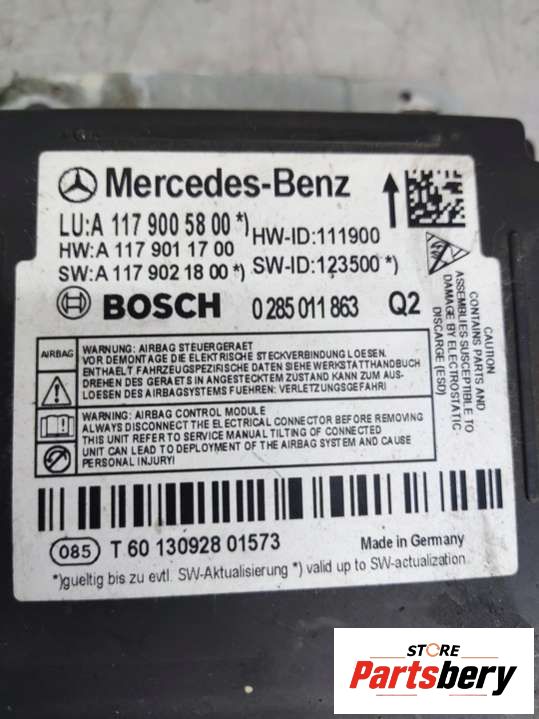 Mercedes-Benz
LU:A 117 900 58 00 *)
HW-ID:111900
HW:A 117 901 17 00
SW:A 117 902 18 00 *)
SW-ID:123500 *)
BOSCH 0 285 011 863 Q2
CAUTION
CONTAINS PARTS AND
ASSEMBLIES SUSCEPTIBLE TO
DAMAGE BY ELECTROSTATIC
DISCHARGE (ESD)
AIRBAG
WARNUNG: AIRBAG STEUERGERAET
VOR DEMONTAGE DIE ELEKTRISCHE STECKVERBINDUNG LOESEN.
ENTHAELT FAHRZEUGSPEZIFISCHE DATEN SIEHE WERKSTATTHANDBUCH
DREHEN DES GERAETS IN ANGESTECKTEM ZUSTAND KANN ZUM AUS-
LOESEN DES AIRBAGSYSTEMS FUEHREN: VERLETZUNGSGEFAHR!
WARNING: AIRBAG CONTROL MODULE
ALWAYS DISCONNECT THE ELECTRICAL CONNECTOR BEFORE REMOVING
THIS UNIT REFER TO SERVICE MANUAL TILTING OF CONNECTED
UNIT CAN LEAD TO DEPLOYMENT OF THE AIRBAG SYSTEM AND CAUSE
PERSONAL INJURY!
085 T 60 130928 01573 Made in Germany
*)gueltig bis zu evtl. SW-Aktualisierung *) valid up to SW-actualization
STORE
Partsbery